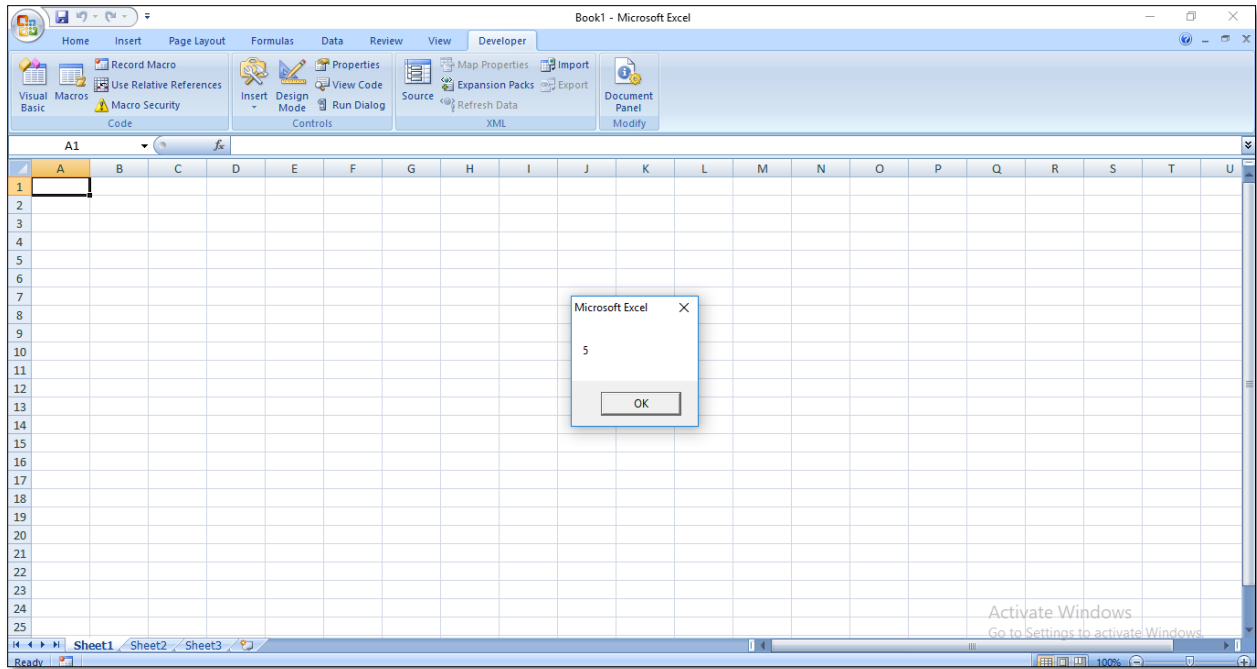 Book1 - Microsoft Excel
Home Insert Page Layout Formulas Data Review View Developer
Visual Basic
Macros
Record Macro
Use Relative References
Macro Security
Code
Insert
Design Mode
Properties
View Code
Run Dialog
Controls
Source
Map Properties
Expansion Packs
Refresh Data
Import
Export
XML
Document Panel
Modify
A1 fx
A B C D E F G H I J K L M N O P Q R S T U
1
2
3
4
5
6
7
8
9
10
11
12
13
14
15
16
17
18
19
20
21
22
23
24
25
Microsoft Excel
5
OK
Activate Windows
Go to Settings to activate Windows.
Sheet1 Sheet2 Sheet3
Ready 100%